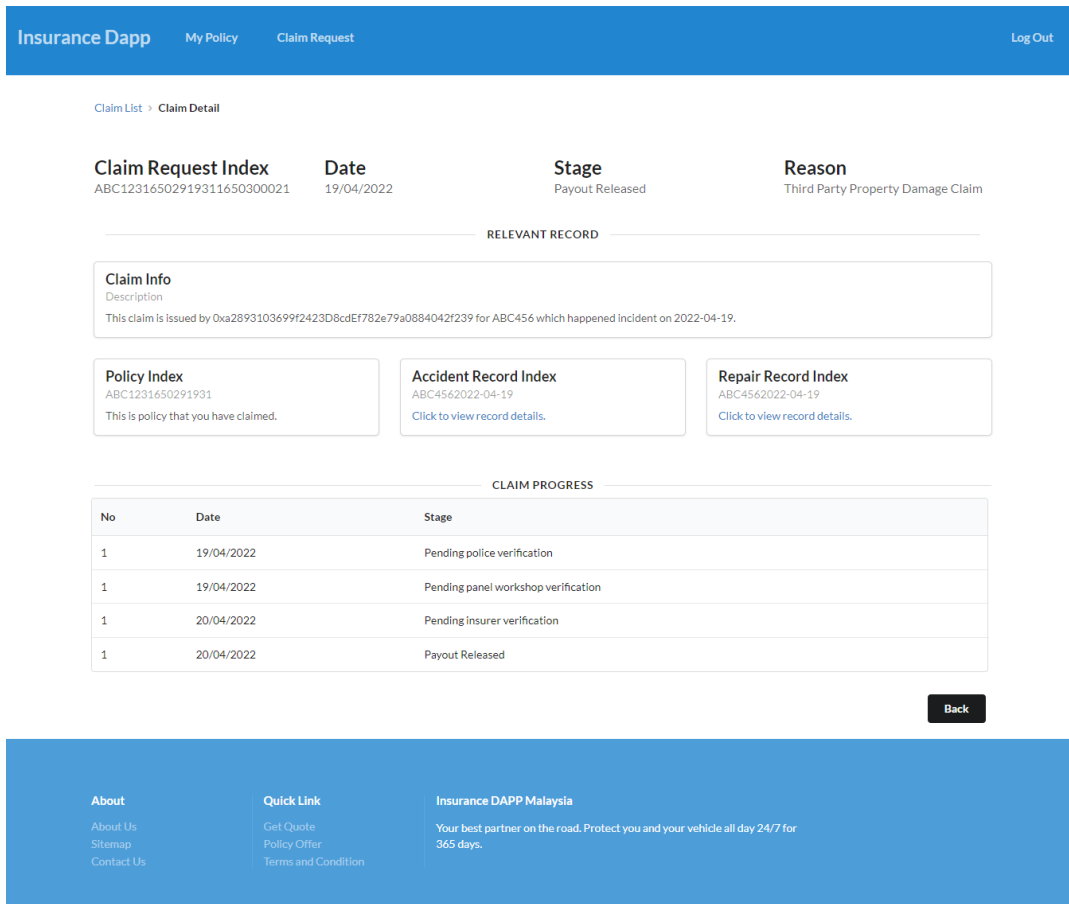 Insurance Dapp My Policy Claim Request Log Out
Claim List › Claim Detail
Claim Request Index Date Stage Reason
ABC12316502919311650300021 19/04/2022 Payout Released Third Party Property Damage Claim
RELEVANT RECORD
Claim Info
Description
This claim is issued by 0xa2893103699f2423D8cdEf782e79a0884042f239 for ABC456 which happened incident on 2022-04-19.
Policy Index Accident Record Index Repair Record Index
ABC1231650291931 ABC4562022-04-19 ABC4562022-04-19
This is policy that you have claimed. Click to view record details. Click to view record details.
CLAIM PROGRESS
No Date Stage
1 19/04/2022 Pending police verification
1 19/04/2022 Pending panel workshop verification
1 20/04/2022 Pending insurer verification
1 20/04/2022 Payout Released
Back
About Quick Link Insurance DAPP Malaysia
About Us Get Quote Your best partner on the road. Protect you and your vehicle all day 24/7 for
Sitemap Policy Offer 365 days.
Contact Us Terms and Condition